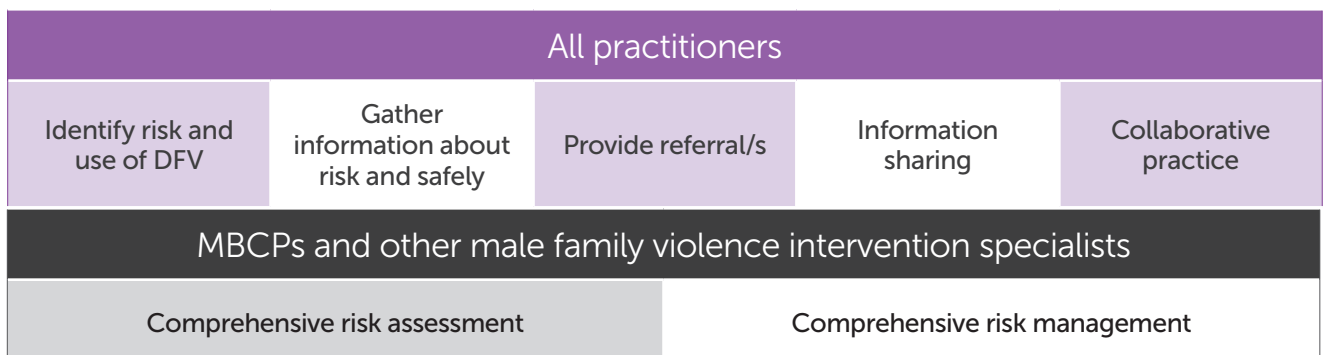 All practitioners
Identify risk and
use of DFV
Gather
information about
risk and safely
Provide referral/s
Information
sharing
Collaborative
practice
MBCPs and other male family violence intervention specialists
Comprehensive risk assessment
Comprehensive risk management